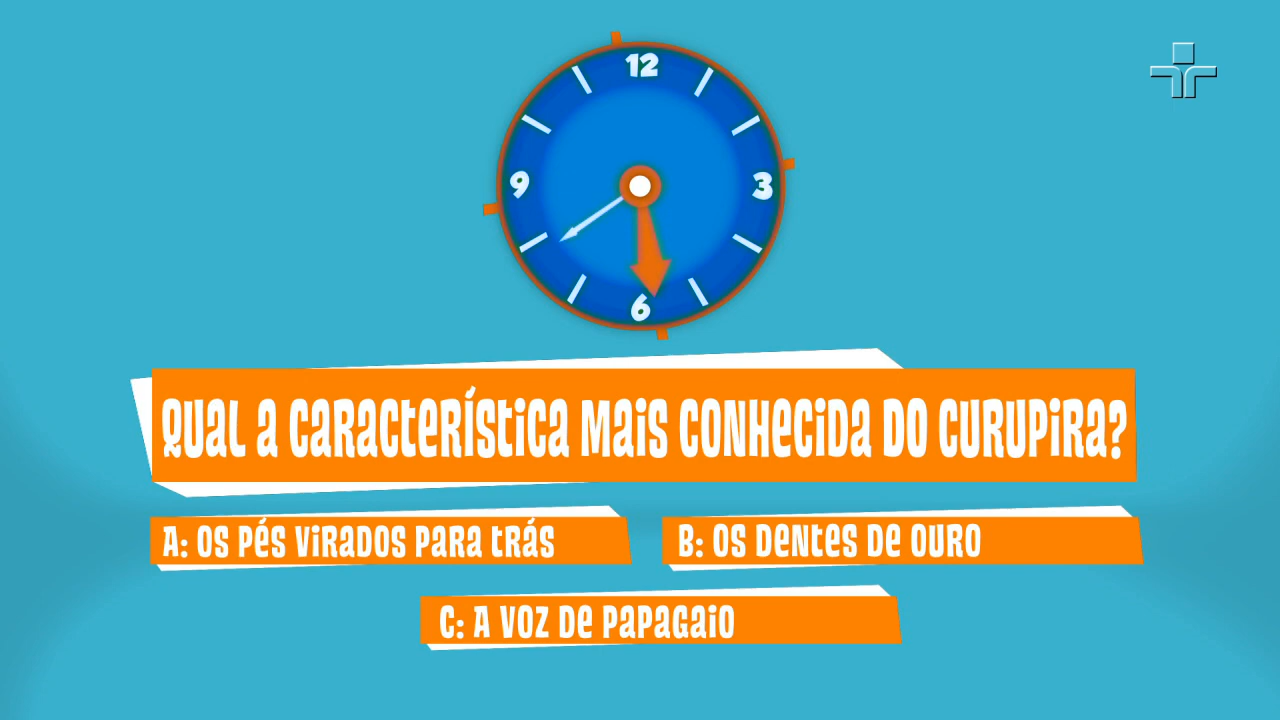 12
9
3
6
Qual a característica mais conhecida do Curupira?
A: Os pés virados para trás
B: Os dentes de ouro
C: A voz de papagaio